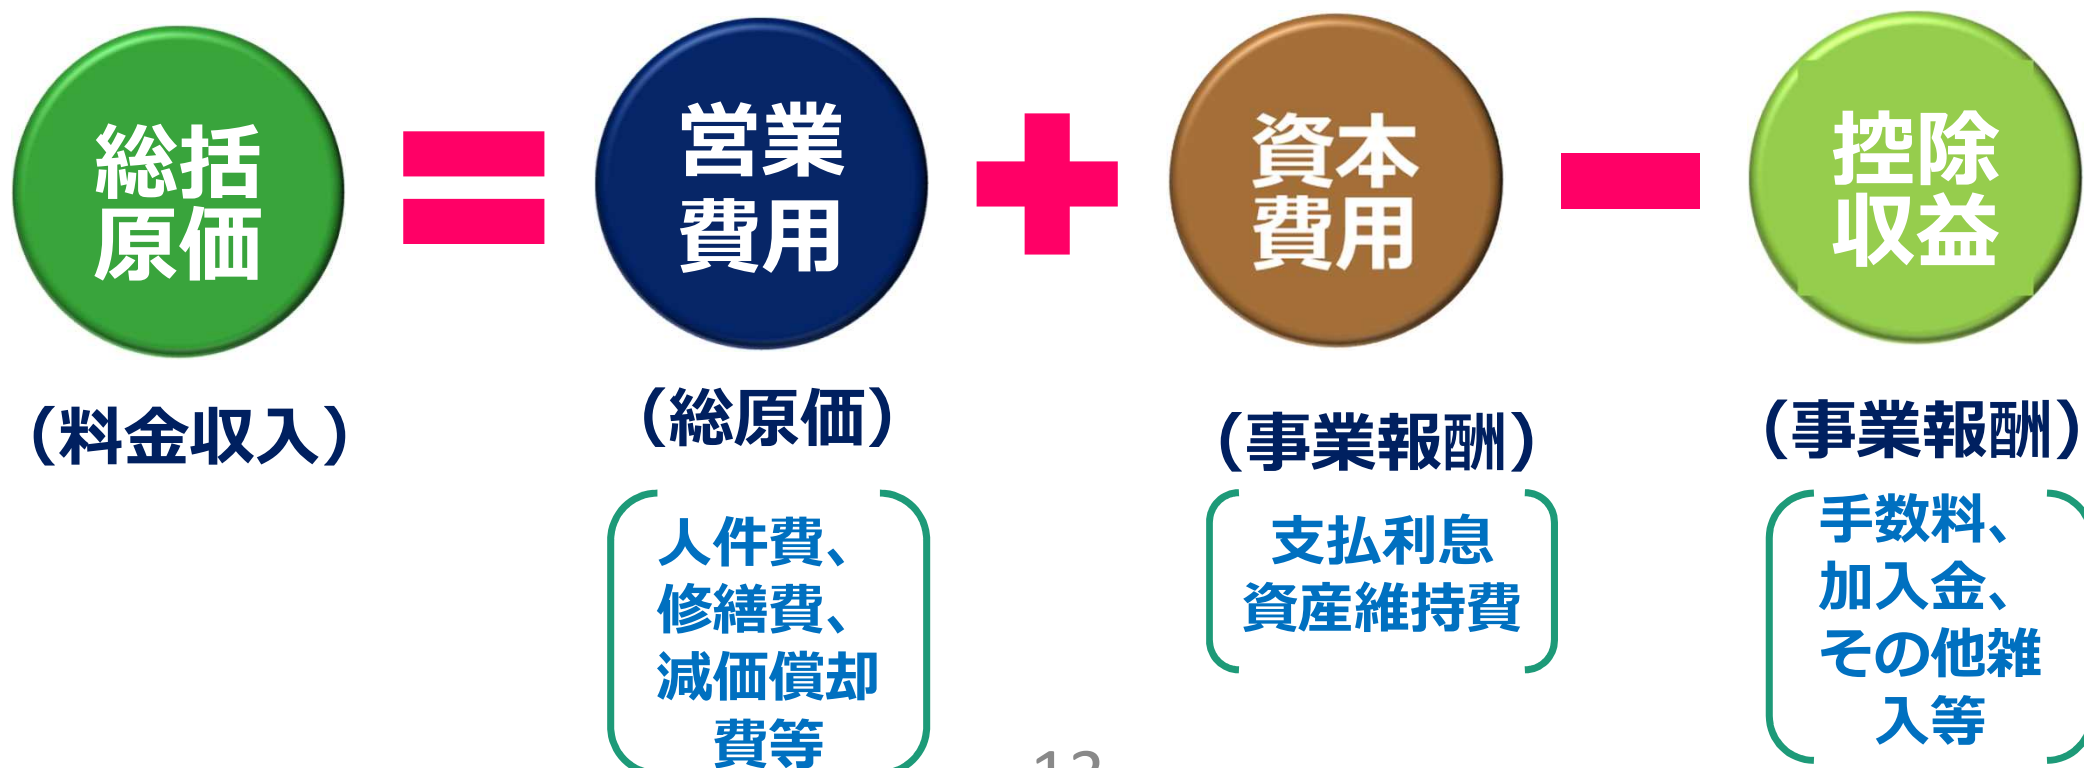 総括
原価
営業
費用
資本
費用
控除
収益
（料金収入）
（総原価）
（事業報酬）
（事業報酬）
人件費、
修繕費、
減価償却
費等
支払利息
資産維持費
手数料、
加入金、
その他雑
入等